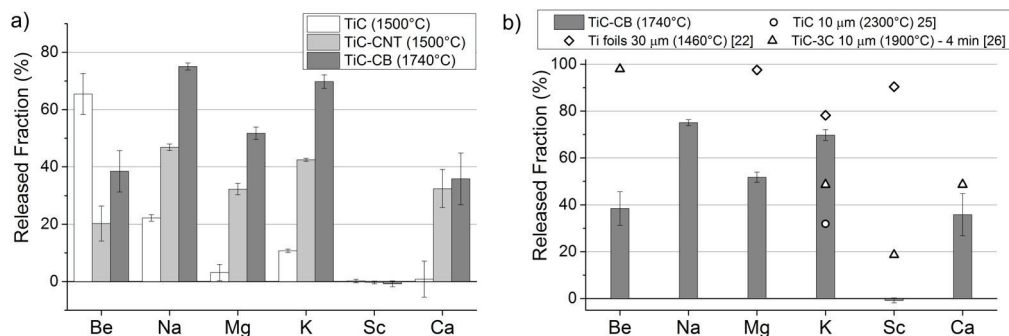 a)
TiC (1500°C)
TiC-CNT (1500°C)
TiC-CB (1740°C)
Released Fraction (%)
80
60
40
20
0
Be Na Mg K Sc Ca
b)
TiC-CB (1740°C) TiC 10 μm (2300°C) 25]
Ti foils 30 μm (1460°C) [22] TiC-3C 10 μm (1900°C) - 4 min [26]
Released Fraction (%)
100
80
60
40
20
0
Be Na Mg K Sc Ca